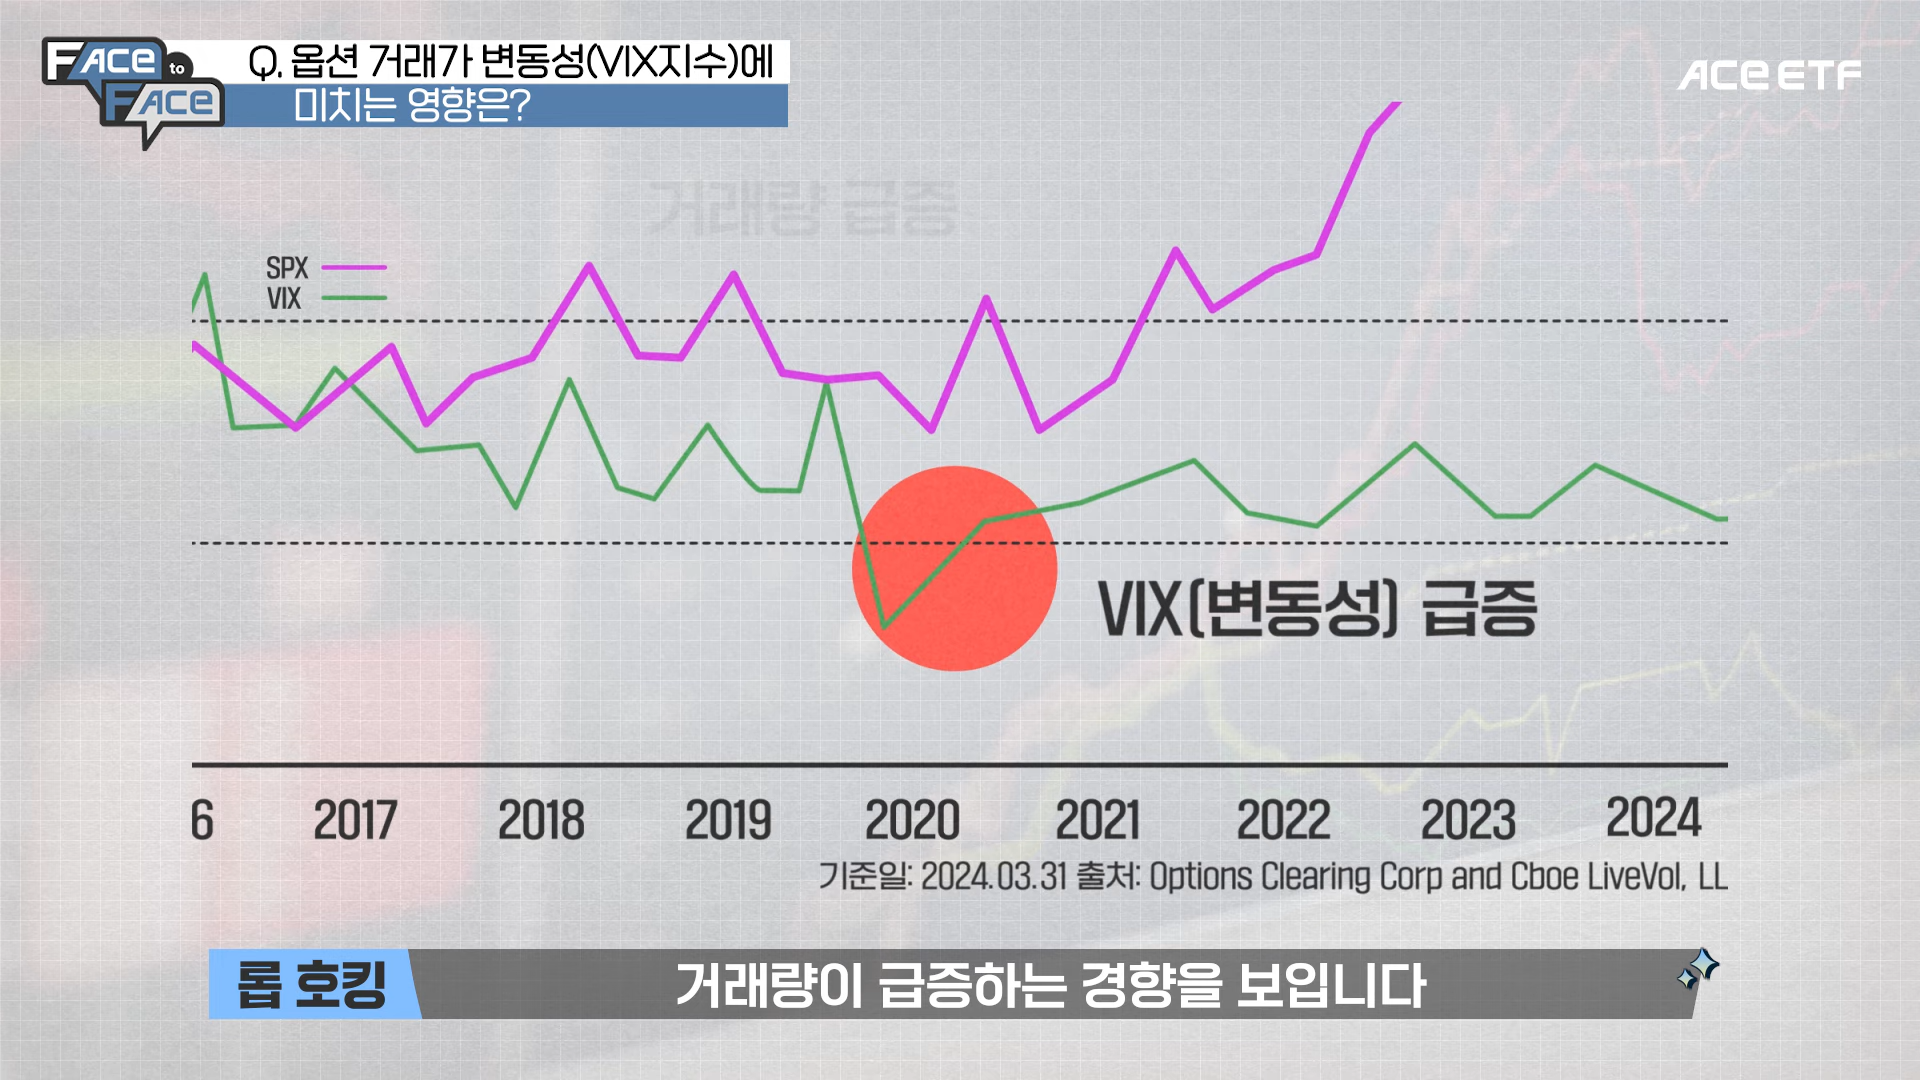 FACE
to
FACE
Q. 옵션 거래가 변동성(VIX지수)에
미치는 영향은?
ACE ETF
거래량 급증
SPX
VIX
VIX(변동성) 급증
6 2017 2018 2019 2020 2021 2022 2023 2024
기준일: 2024.03.31 출처: Options Clearing Corp and Cboe LiveVol, LL
롭 호킹
거래량이 급증하는 경향을 보입니다